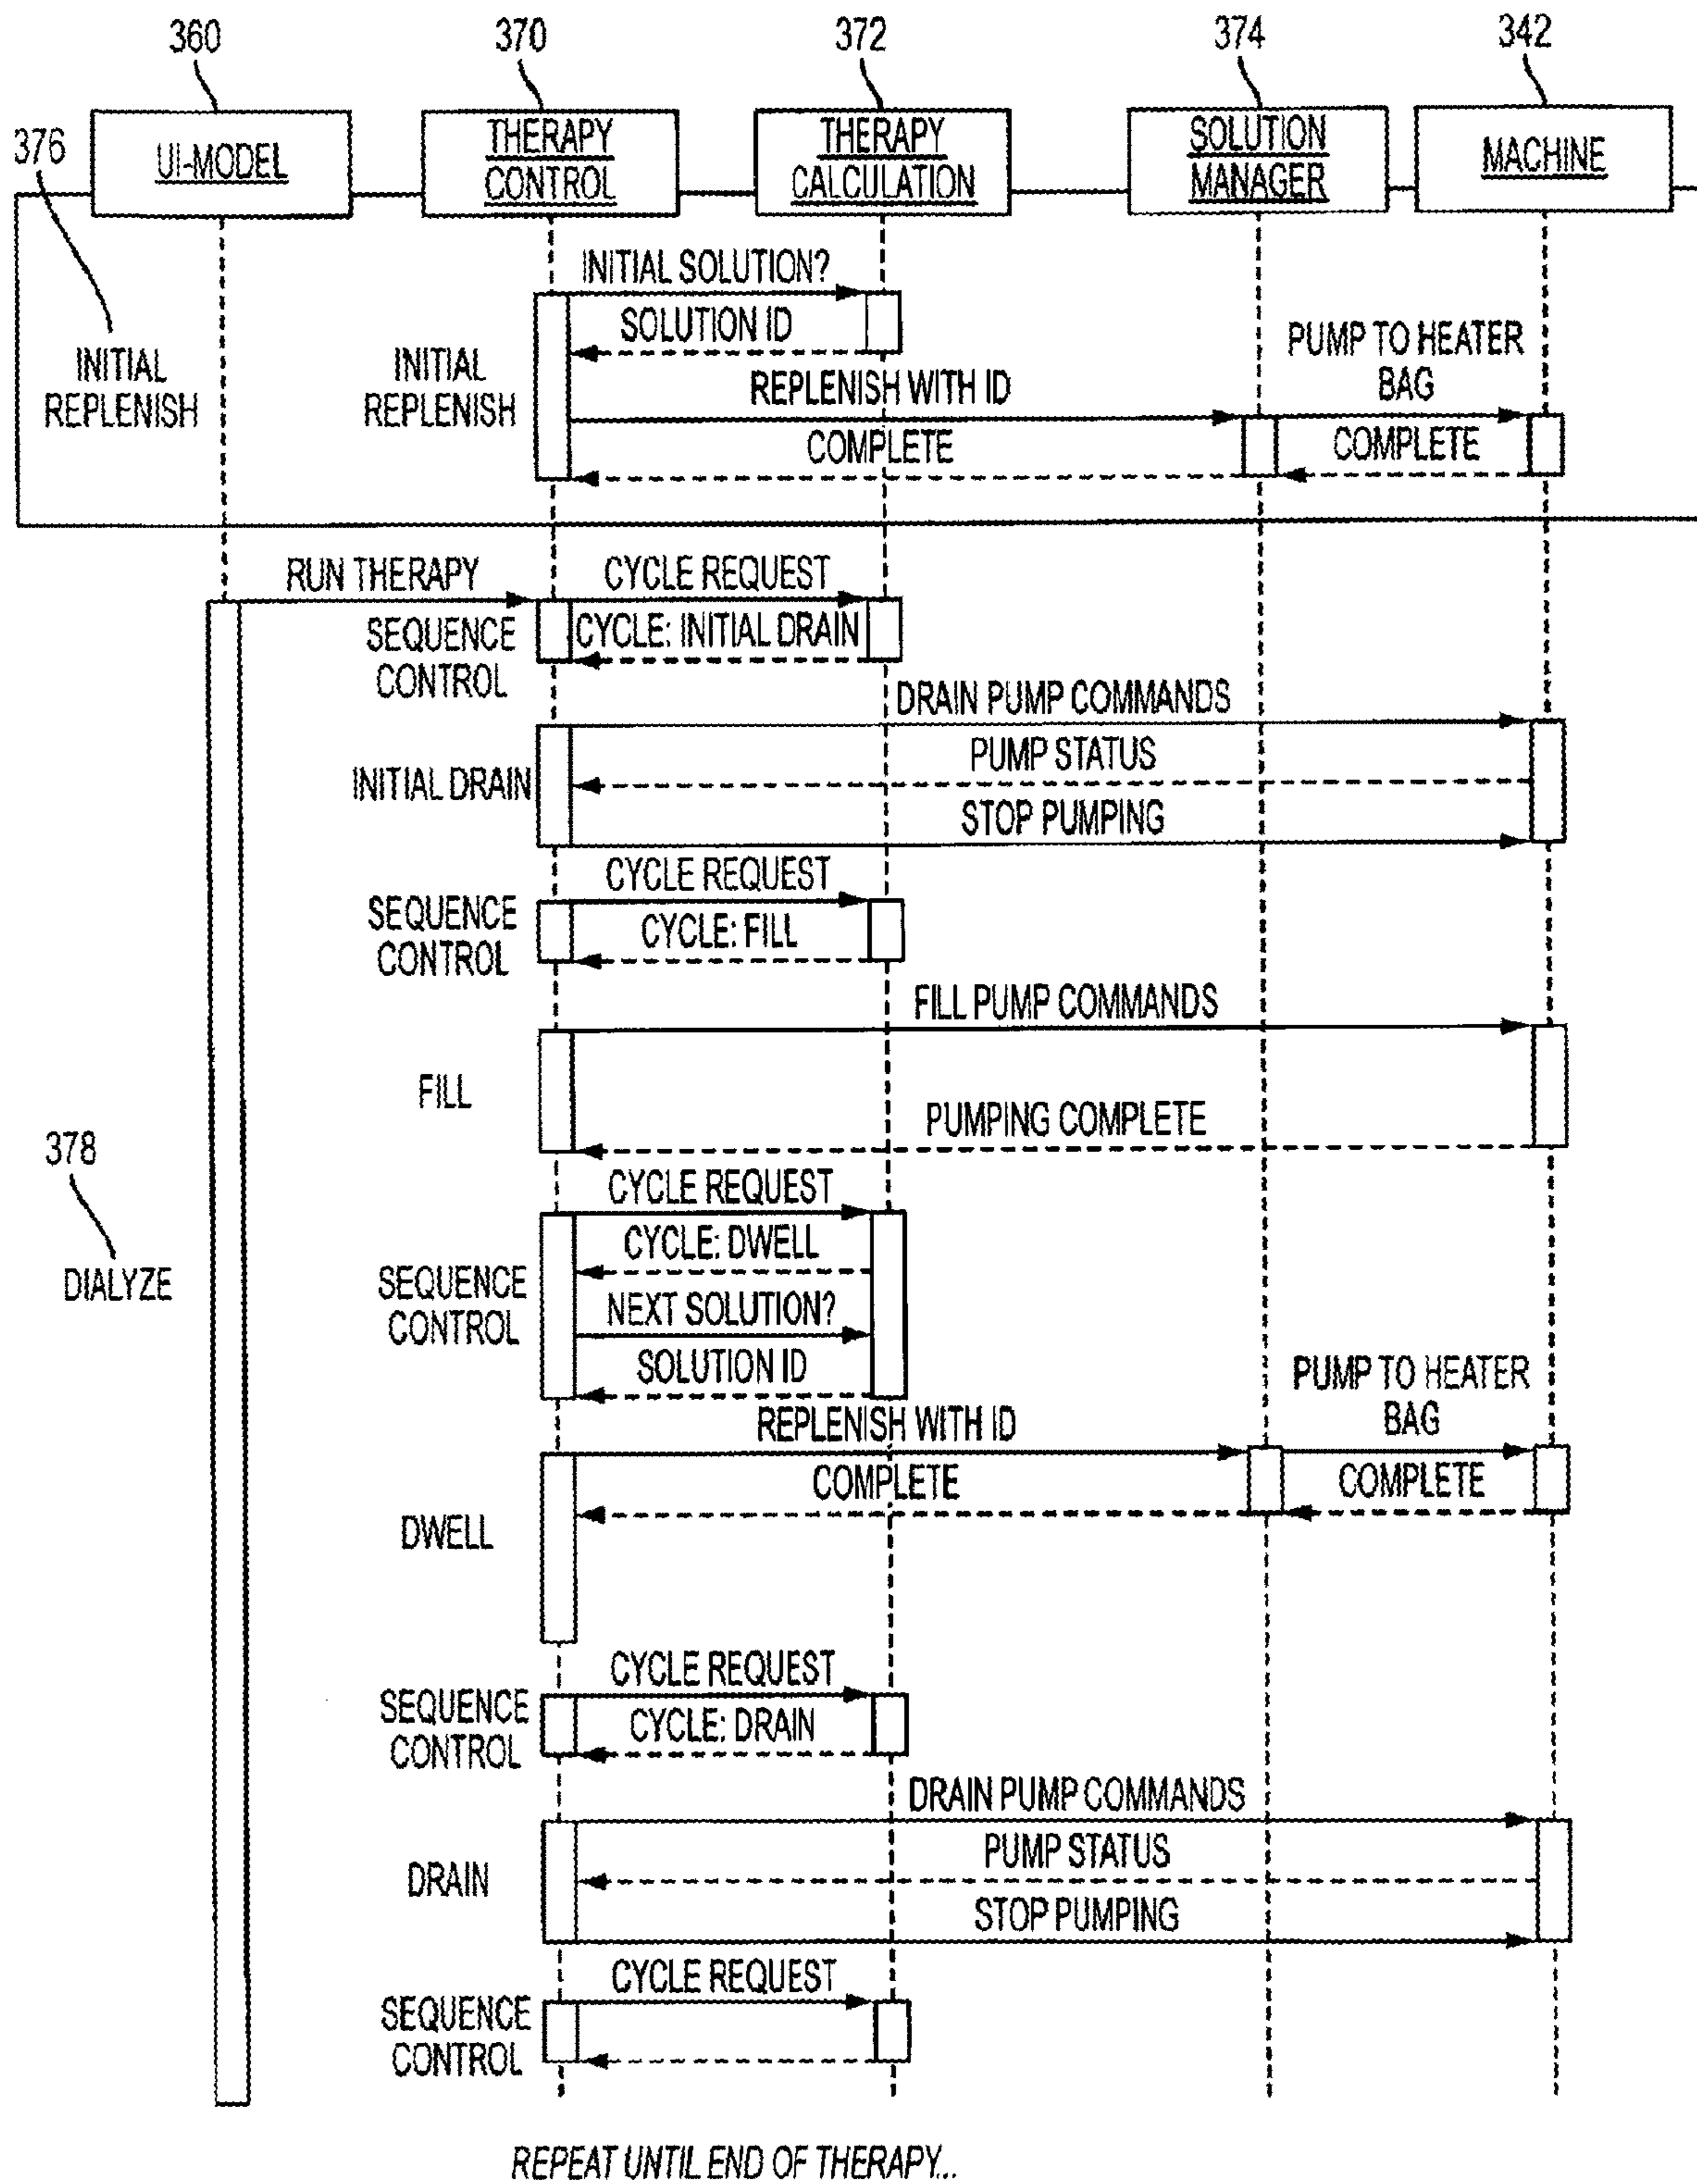 360
370
372
374
342
376
UI-MODEL
THERAPY
CONTROL
THERAPY
CALCULATION
SOLUTION
MANAGER
MACHINE
INITIAL SOLUTION?
SOLUTION ID
INITIAL
REPLENISH
INITIAL
REPLENISH
REPLENISH WITH ID
PUMP TO HEATER
BAG
COMPLETE
COMPLETE
RUN THERAPY
CYCLE REQUEST
SEQUENCE
CONTROL
CYCLE: INITIAL DRAIN
DRAIN PUMP COMMANDS
INITIAL DRAIN
PUMP STATUS
STOP PUMPING
CYCLE REQUEST
SEQUENCE
CONTROL
CYCLE: FILL
FILL PUMP COMMANDS
FILL
PUMPING COMPLETE
378
DIALYZE
CYCLE REQUEST
CYCLE: DWELL
SEQUENCE
CONTROL
NEXT SOLUTION?
SOLUTION ID
REPLENISH WITH ID
PUMP TO HEATER
BAG
COMPLETE
COMPLETE
DWELL
CYCLE REQUEST
SEQUENCE
CONTROL
CYCLE: DRAIN
DRAIN PUMP COMMANDS
DRAIN
PUMP STATUS
STOP PUMPING
CYCLE REQUEST
SEQUENCE
CONTROL
REPEAT UNTIL END OF THERAPY...